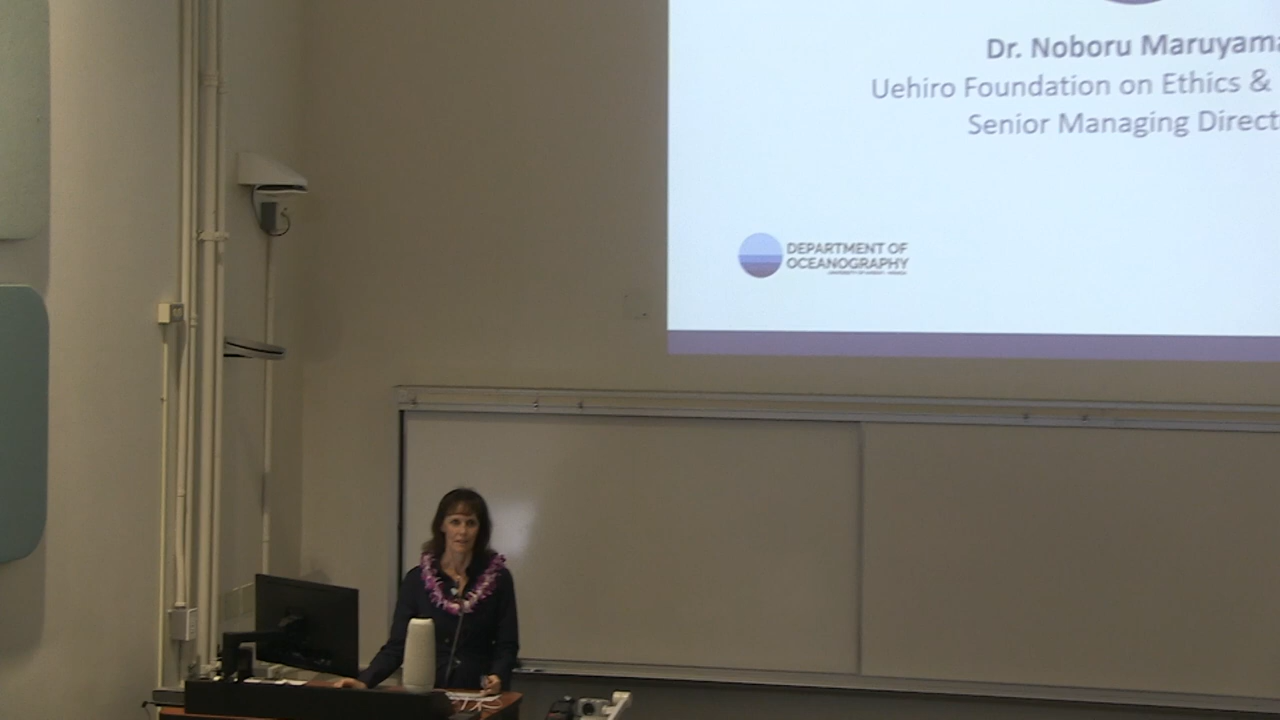 Dr. Noboru Maruyama
Uehiro Foundation on Ethics &
Senior Managing Direct
DEPARTMENT OF
OCEANOGRAPHY